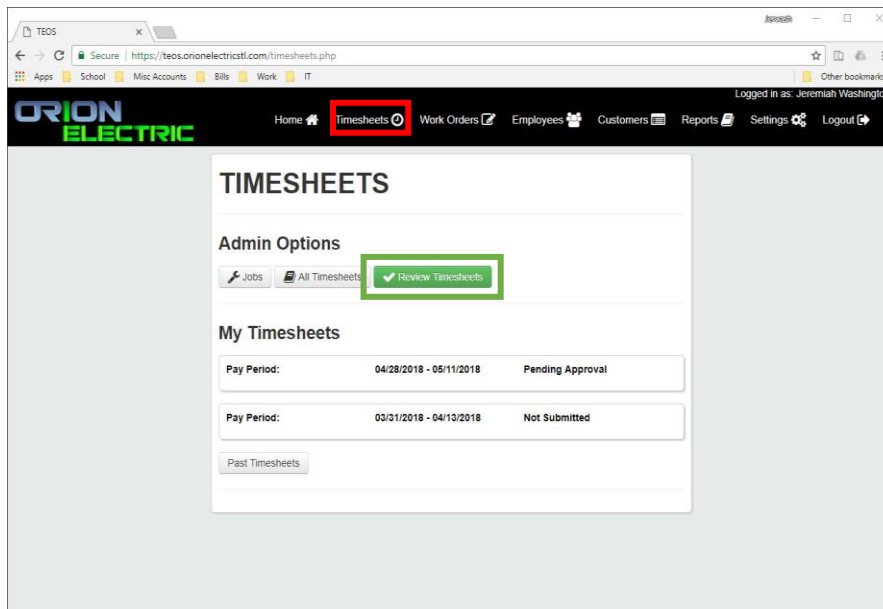 Jeremiah
TEOS
Secure | https://teos.orionelectricstl.com/timesheets.php
Apps School Misc Accounts Bills Work IT Other bookmarks
Logged in as: Jeremiah Washingto
ORION
ELECTRIC
Home Timesheets Work Orders Employees Customers Reports Settings Logout
TIMESHEETS
Admin Options
Jobs All Timesheets Review Timesheets
My Timesheets
Pay Period: 04/28/2018 - 05/11/2018 Pending Approval
Pay Period: 03/31/2018 - 04/13/2018 Not Submitted
Past Timesheets